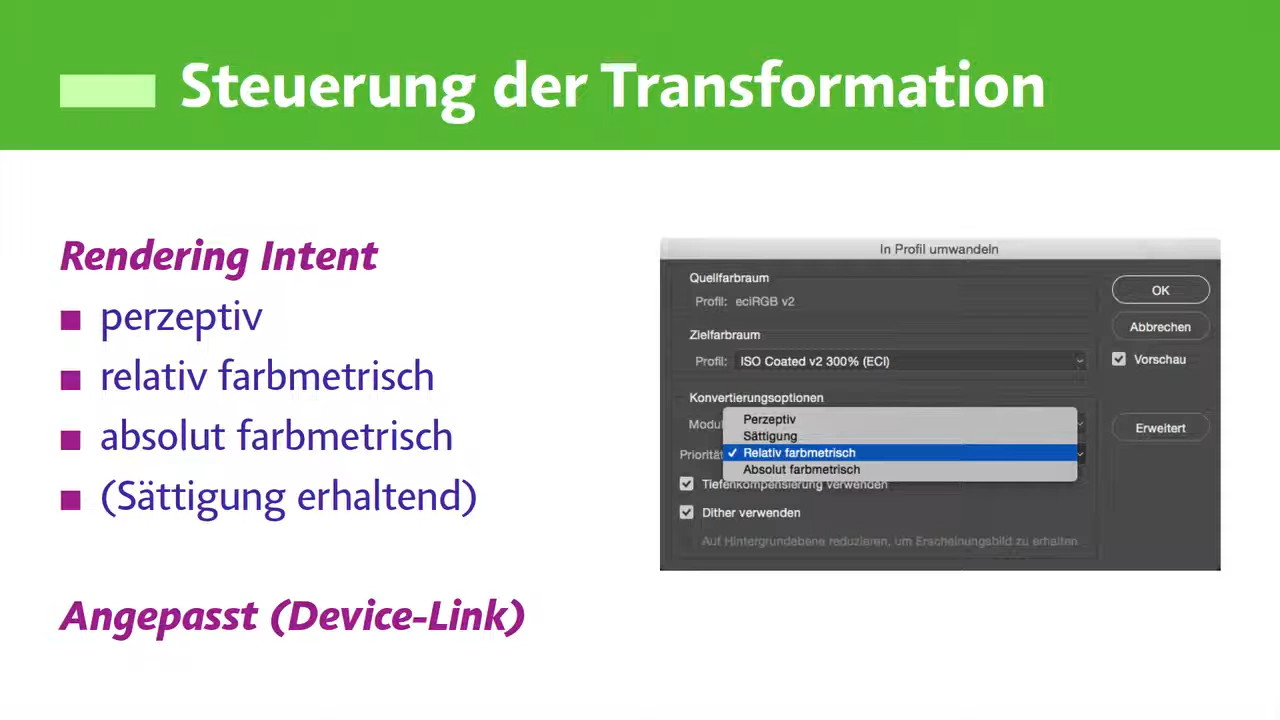 Steuerung der Transformation
Rendering Intent
perzeptiv
relativ farbmetrisch
absolut farbmetrisch
(Sättigung erhaltend)
Angepasst (Device-Link)
In Profil umwandeln
Quellfarbraum
Profil: eciRGB v2
Zielfarbraum
Profil: ISO Coated v2 300% (ECI)
Konvertierungsoptionen
Modul
Priorität
Perzeptiv
Sättigung
Relativ farbmetrisch
Absolut farbmetrisch
Tiefenkompensierung verwenden
Dither verwenden
Auf Hintergrundebene reduzieren, um Erscheinungsbild zu erhalten
OK
Abbrechen
Vorschau
Erweitert